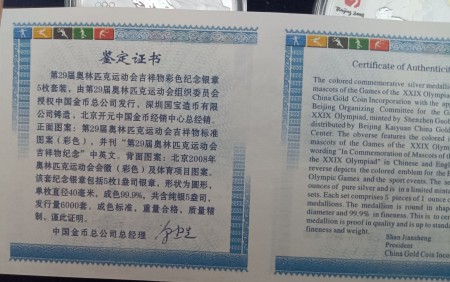 鉴定证书
第29届奥林匹克运动会吉祥物彩色纪念银章
5枚套装，由第29届奥林匹克运动会组织委员会
授权中国金币总公司发行，深圳国宝造币有限
公司铸造，北京开元中国金币经销中心总经销。
正面图案：第29届奥林匹克运动会吉祥物标准
图案（彩色），并刊“第29届奥林匹克运动会
吉祥物纪念”中英文。背面图案：北京2008年
奥林匹克运动会会徽（彩色）及体育项目图案。
该套纪念银章包括5枚1盎司银章，形状为圆形，
单枚直径40毫米，成色99.9%，共含纯银5盎司，
发行量6000套。成色标准，重量合格，质量精
制。谨此证明。
中国金币总公司总经理
Certificate of Authenticit
The colored commemorative silver medalli
mascots of the Games of the XXIX Olympia
China Gold Coin Incorporation with the ap
Beijing Organizing Committee for the G
XXIX Olympiad, minted by Shenzhen Guob
distributed by Beijing Kaiyuan China Gold
Center. The obverse features the colored p
mascots of the Games of the XXIX Olymp
wording "In Commemoration of Mascots of th
the XXIX Olympiad" in Chinese and Englis
reverse depicts the colored emblem for the B
Olympic Games and the sport events. The se
ounces of pure silver and is in a limited mint
sets. Each set comprises 5 pieces of 1 ounce c
medallions. The medallion is round in shape
diameter and 99.9% in fineness. This is to cer
medallion is proof in quality and is up to standa
fineness and weight.
Shan Jiansheng
President
China Gold Coin Inco